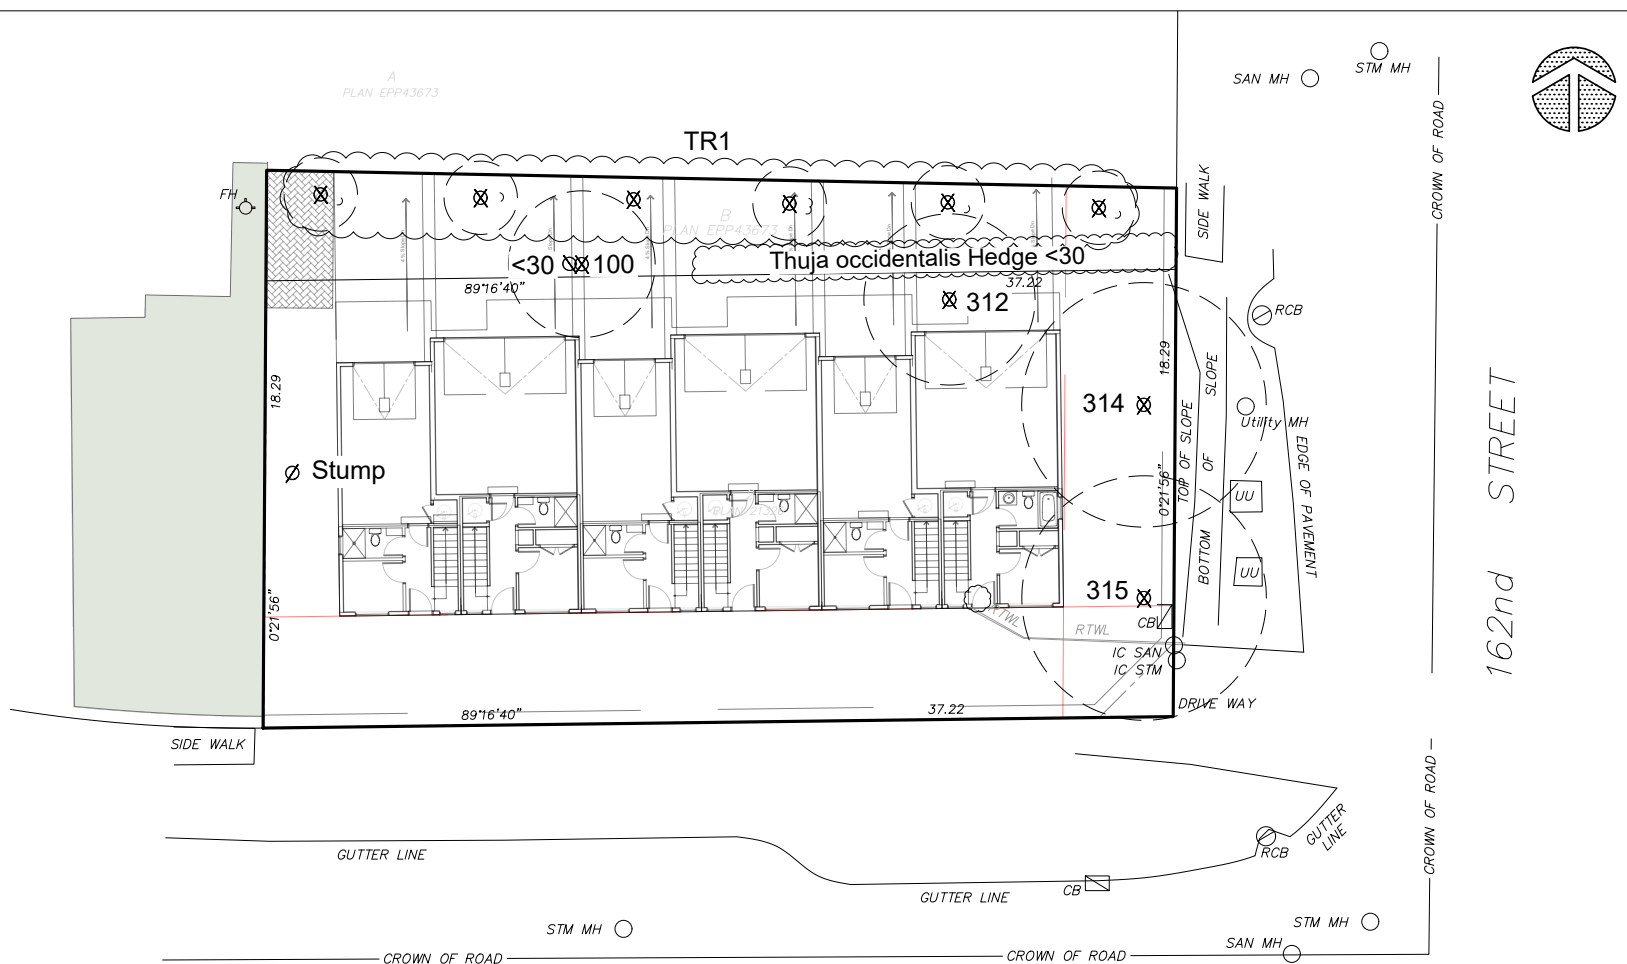 STM MH
SAN MH
A
PLAN EPP43673
CROWN OF ROAD
TR1
SIDE WALK
FH
B
PLAN EPP43673
<30
100
Thuja occidentalis Hedge <30
89°16'40"
37.22
312
RCB
18.29
18.29
314
SLOPE
OF
BOTTOM
TOP OF SLOPE
Utility MH
EDGE OF PAVEMENT
162nd STREET
Stump
0°21'56"
UU
UU
315
0°21'56"
CB
RTWL
RTWL
IC SAN
IC STM
DRIVE WAY
89°16'40"
37.22
SIDE WALK
CROWN OF ROAD
GUTTER LINE
GUTTER
LINE
RCB
CB
GUTTER LINE
STM MH
STM MH
SAN MH
CROWN OF ROAD
CROWN OF ROAD